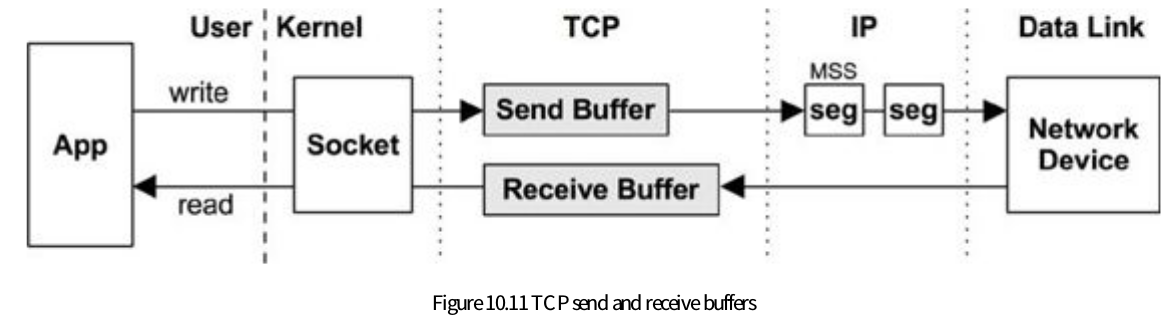 User Kernel TCP IP Data Link
MSS
write
Send Buffer seg seg
App Socket Network
Device
Receive Buffer
read
Figure 10.11 TCP send and receive buffers